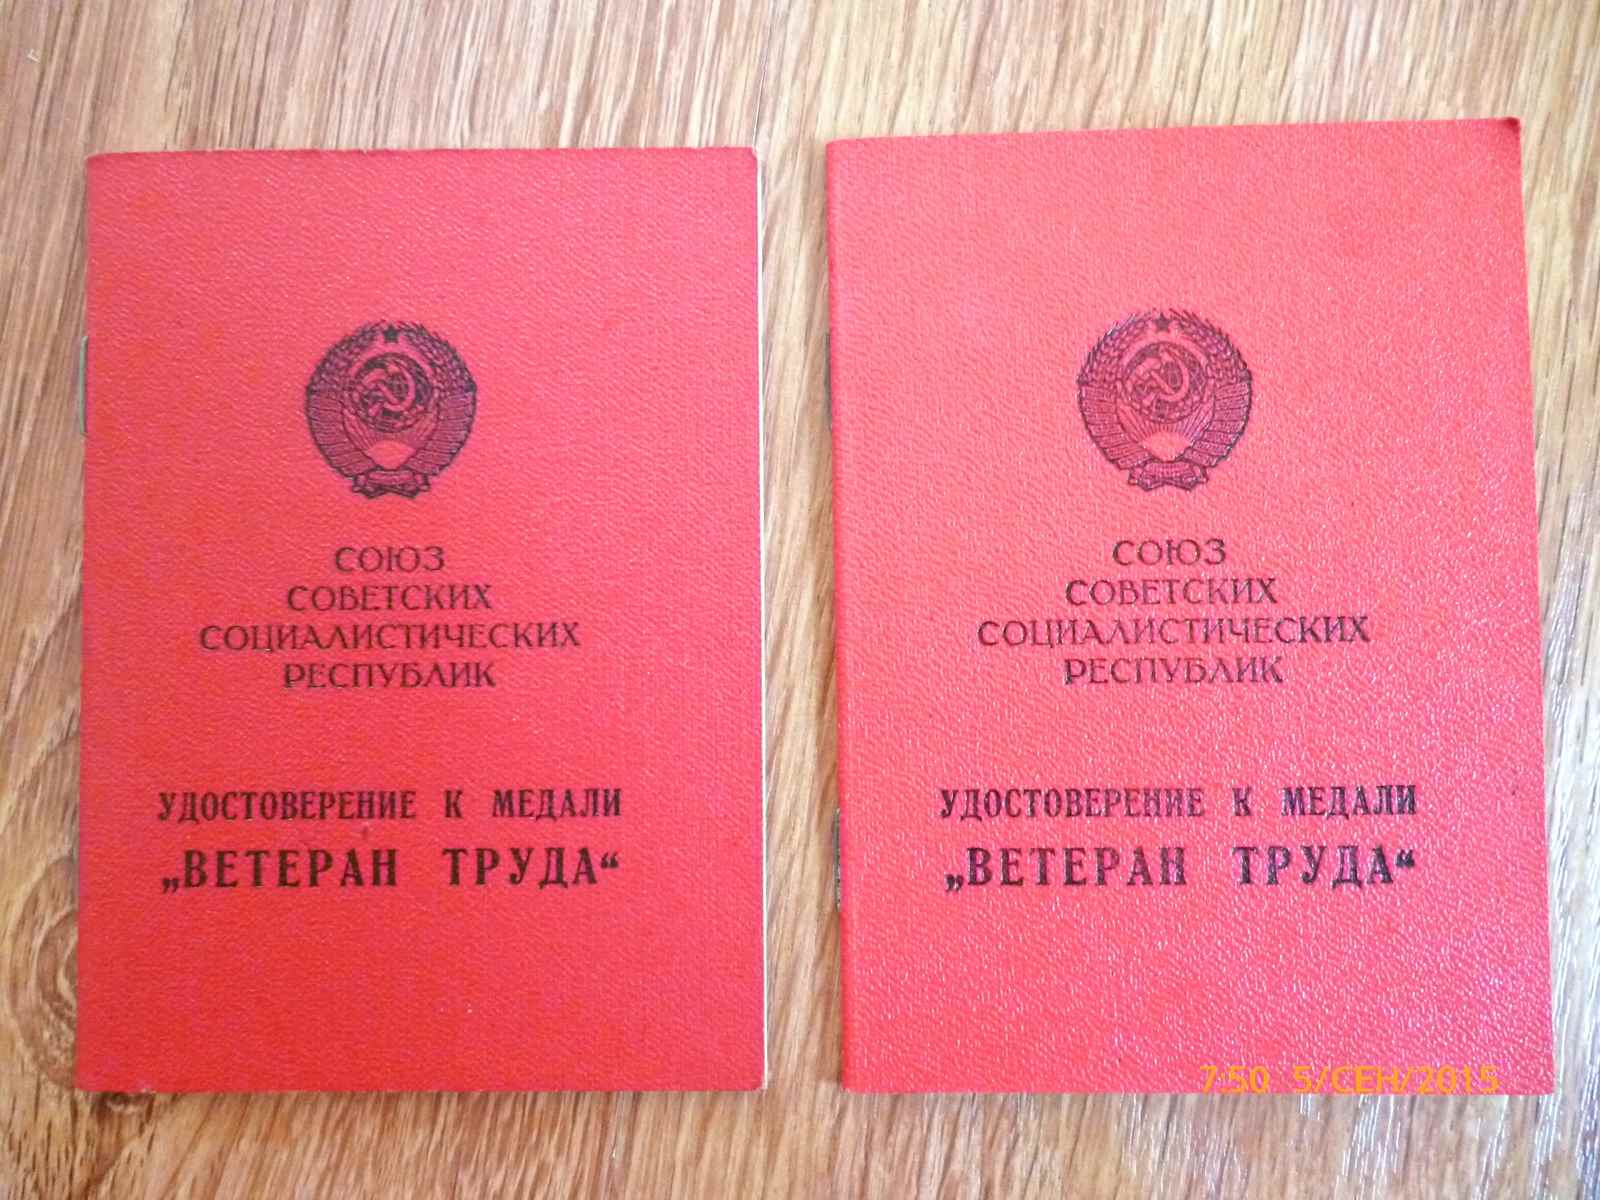 СОЮЗ
СОВЕТСКИХ
СОЦИАЛИСТИЧЕСКИХ
РЕСПУБЛИК
УДОСТОВЕРЕНИЕ К МЕДАЛИ
„ВЕТЕРАН ТРУДА“
СОЮЗ
СОВЕТСКИХ
СОЦИАЛИСТИЧЕСКИХ
РЕСПУБЛИК
УДОСТОВЕРЕНИЕ К МЕДАЛИ
„ВЕТЕРАН ТРУДА“
7:50 5/СЕН/2015